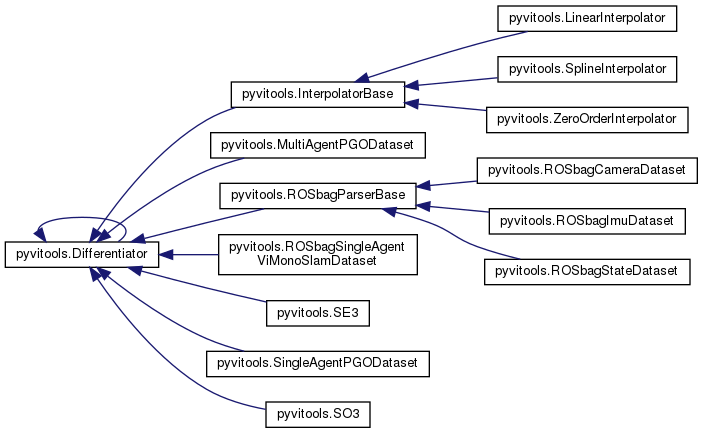 pyvitools.LinearInterpolator
pyvitools.SplineInterpolator
pyvitools.InterpolatorBase
pyvitools.ZeroOrderInterpolator
pyvitools.MultiAgentPGODataset
pyvitools.ROSbagCameraDataset
pyvitools.ROSbagParserBase
pyvitools.ROSbagImuDataset
pyvitools.Differentiator
pyvitools.ROSbagSingleAgent
ViMonoSlamDataset
pyvitools.ROSbagStateDataset
pyvitools.SE3
pyvitools.SingleAgentPGODataset
pyvitools.SO3